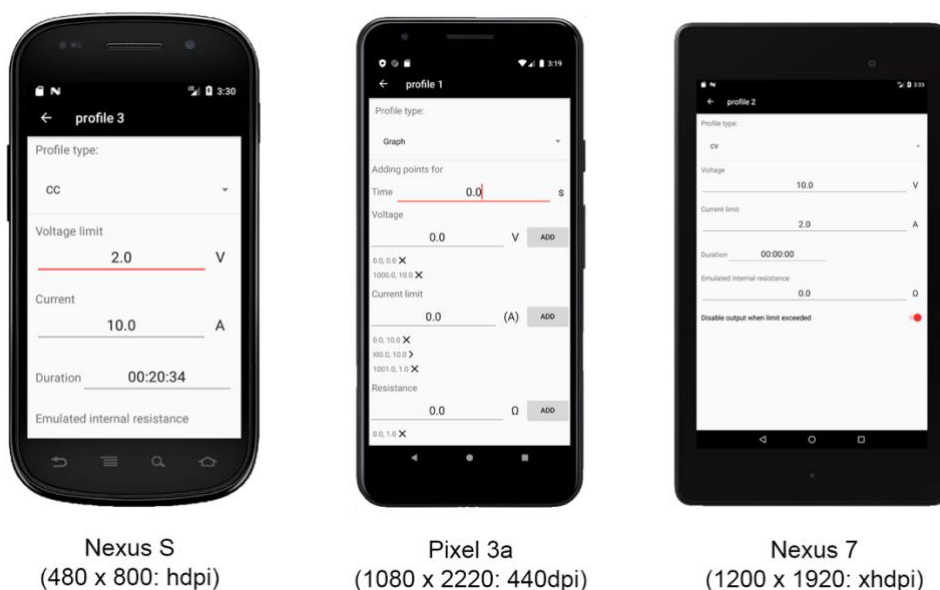 3:30
profile 3
Profile type:
CC
Voltage limit
2.0 V
Current
10.0 A
Duration 00:20:34
Emulated internal resistance
Nexus S
(480 x 800: hdpi)
3:19
profile 1
Profile type:
Graph
Adding points for
Time 0.0 s
Voltage
0.0 V ADD
0.0, 0.0 X
1000.0, 10.0 X
Current limit
0.0 (A) ADD
0.0, 10.0 X
1001.0, 1.0 X
Resistance
0.0 Ω ADD
0.0, 1.0 X
Pixel 3a
(1080 x 2220: 440dpi)
3:33
profile 2
Profile type:
CV
Voltage
10.0 V
Current limit
2.0 A
Duration 00:00:00
Emulated internal resistance
0.0 Ω
Disable output when limit exceeded
Nexus 7
(1200 x 1920: xhdpi)